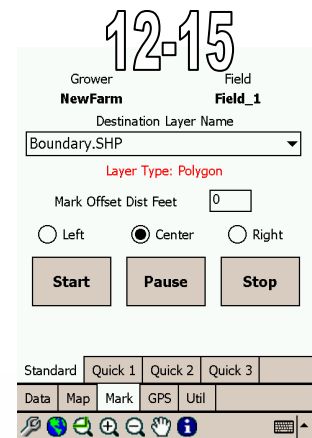 12-15
Grower Field
NewFarm Field_1
Destination Layer Name
Boundary.SHP
Layer Type: Polygon
Mark Offset Dist Feet 0
Left Center Right
Start Pause Stop
Standard Quick 1 Quick 2 Quick 3
Data Map Mark GPS Util